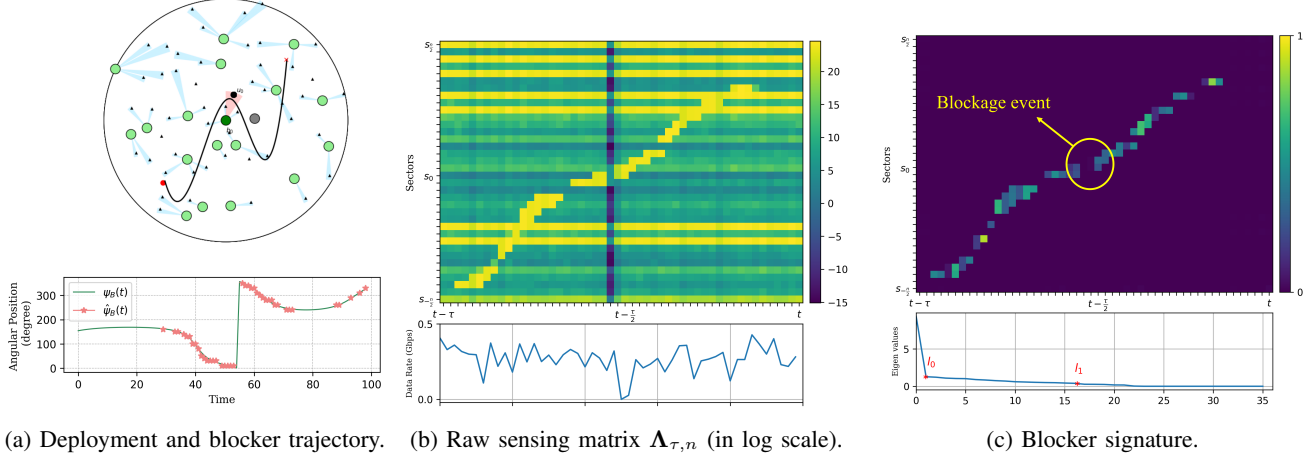 u₀
b₀
Angular Position
(degree)
300
200
100
0
ψ_B(t)
ψ̂_B(t)
0
20
40
60
80
100
Time
(a) Deployment and blocker trajectory.
Sectors
s₀
t − τ
t − τ/2
t
20
15
10
5
0
−5
−10
−15
Data Rate (Gbps)
0.5
0.0
(b) Raw sensing matrix Λ_{τ,n} (in log scale).
Sectors
s₀
Blockage event
t − τ
t − τ/2
t
1
0
Eigen values
5
0
l₀
l₁
0
5
10
15
20
25
30
35
(c) Blocker signature.